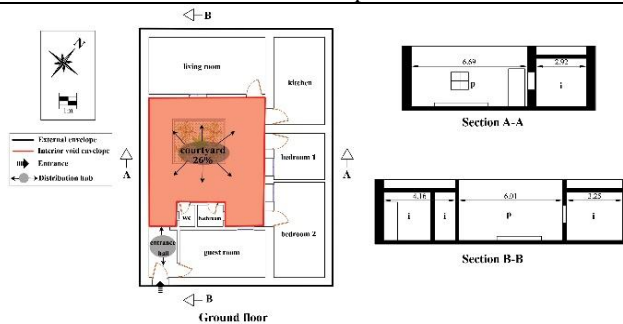 B
N
1 m
External envelope
Interior void envelope
Entrance
Distribution hub
living room
kitchen
courtyard
26%
bedroom 1
A
A
wc
bathroom
bedroom 2
entrance
hall
guest room
B
Ground floor
6.69
2.92
p
i
Section A-A
4.16
6.01
3.25
i
i
p
i
Section B-B